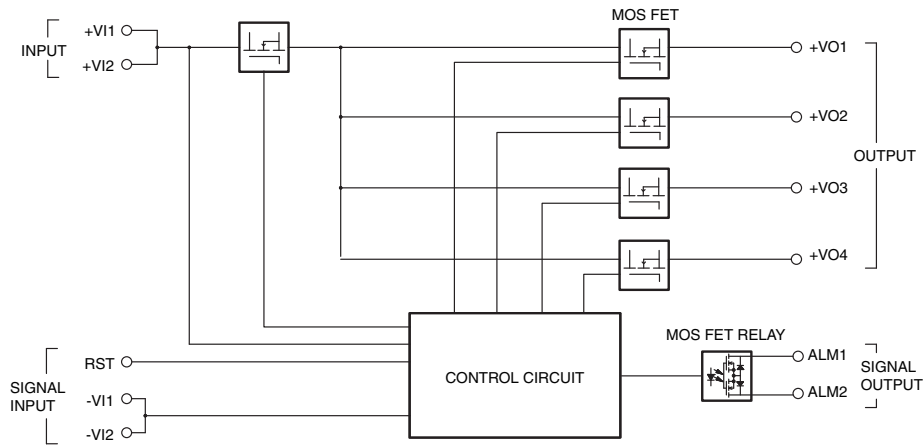 MOS FET
+VI1
INPUT
+VI2
+VO1
+VO2
OUTPUT
+VO3
+VO4
MOS FET RELAY
RST
SIGNAL
INPUT
-VI1
-VI2
CONTROL CIRCUIT
ALM1
SIGNAL
OUTPUT
ALM2